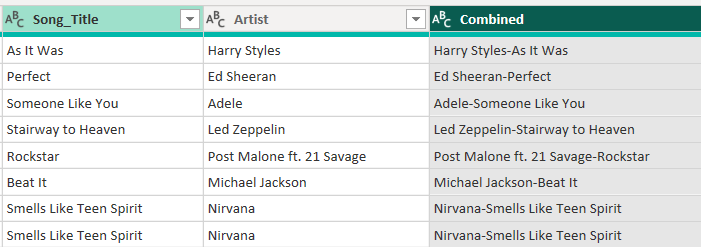 ABC Song_Title ABC Artist ABC Combined
As It Was Harry Styles Harry Styles-As It Was
Perfect Ed Sheeran Ed Sheeran-Perfect
Someone Like You Adele Adele-Someone Like You
Stairway to Heaven Led Zeppelin Led Zeppelin-Stairway to Heaven
Rockstar Post Malone ft. 21 Savage Post Malone ft. 21 Savage-Rockstar
Beat It Michael Jackson Michael Jackson-Beat It
Smells Like Teen Spirit Nirvana Nirvana-Smells Like Teen Spirit
Smells Like Teen Spirit Nirvana Nirvana-Smells Like Teen Spirit